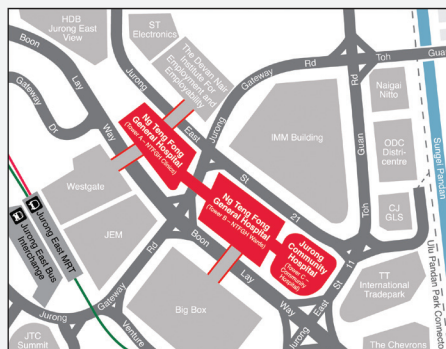 HDB
Jurong East
View
ST
Electronics
The Devan Nair
Institute For
Employment and
Employability
Boon
Lay
Way
Gateway
Dr.
Jurong
East
St
21
Gateway
Rd
Toh
Guan
Rd
Toh
Guan
Naigai
Nitto
ODC
Distri-
centre
CJ
GLS
Sungei Pandan
Ulu Pandan Park Connector
IMM Building
Jurong
Ng Teng Fong
General Hospital
(Tower A – NTFGH Clinics)
Ng Teng Fong
General Hospital
(Tower B – NTFGH Wards)
Jurong
Community
Hospital
(Tower C –
Community
Hospital)
Westgate
JEM
Jurong East MRT
Jurong East Bus
Interchange
Rd
Boon
Lay
Way
Jurong
East
St
11
TT
International
Tradepark
Big Box
Jurong
Gateway
Venture
JTC
Summit
The Chevrons